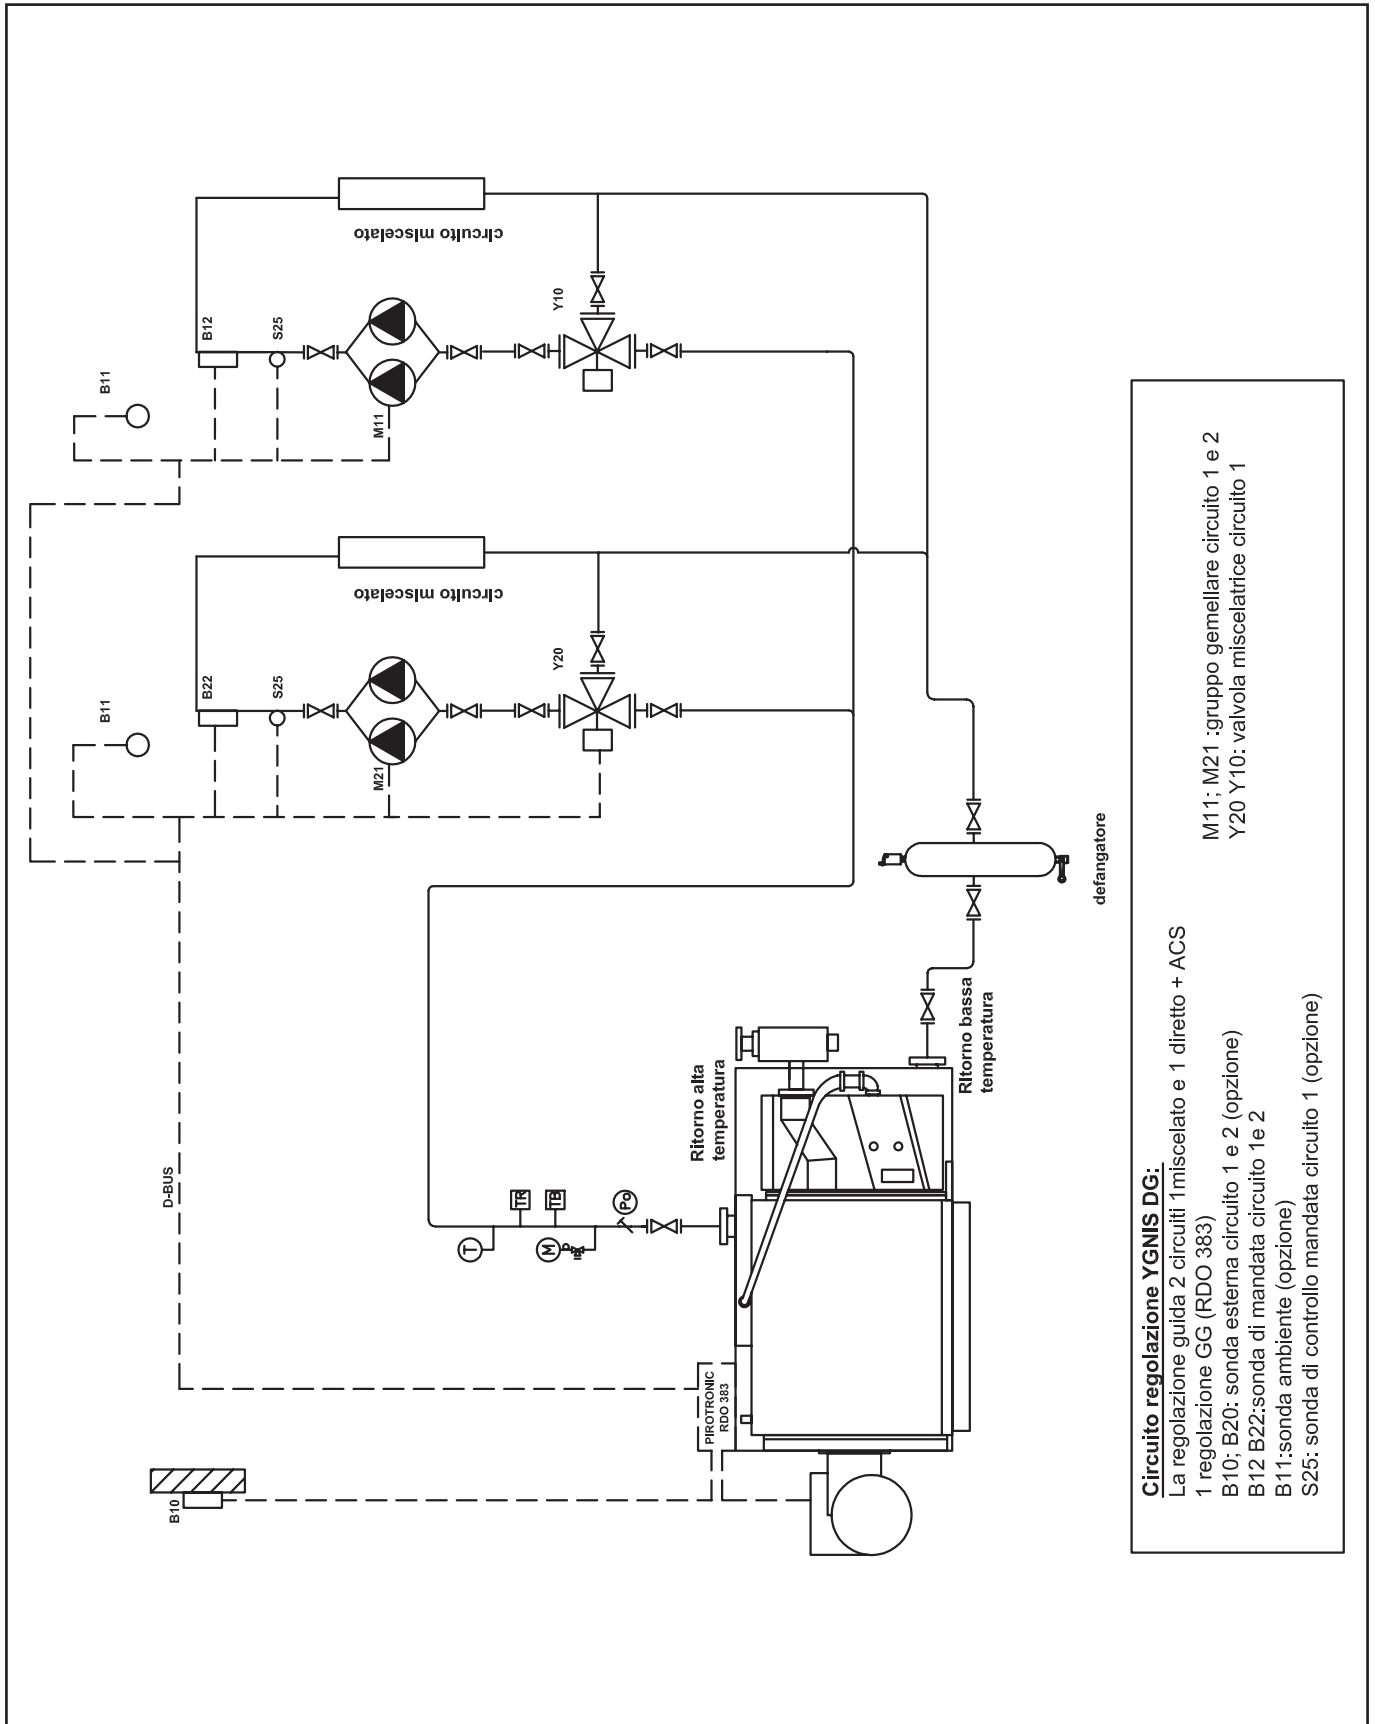 B11
B12
S25
M11
circuito miscelato
Y10
B11
B22
S25
M21
circuito miscelato
Y20
D-BUS
T
TR
TB
M
Po
Ritorno alta
temperatura
Ritorno bassa
temperatura
defangatore
PIROTRONIC
RDO 383
B10
Circuito regolazione YGNIS DG:
La regolazione guida 2 circuiti 1miscelato e 1 diretto + ACS
1 regolazione GG (RDO 383)
B10; B20: sonda esterna circuito 1 e 2 (opzione)
B12 B22:sonda di mandata circuito 1e 2
B11:sonda ambiente (opzione)
S25: sonda di controllo mandata circuito 1 (opzione)
M11; M21 :gruppo gemellare circuito 1 e 2
Y20 Y10: valvola miscelatrice circuito 1